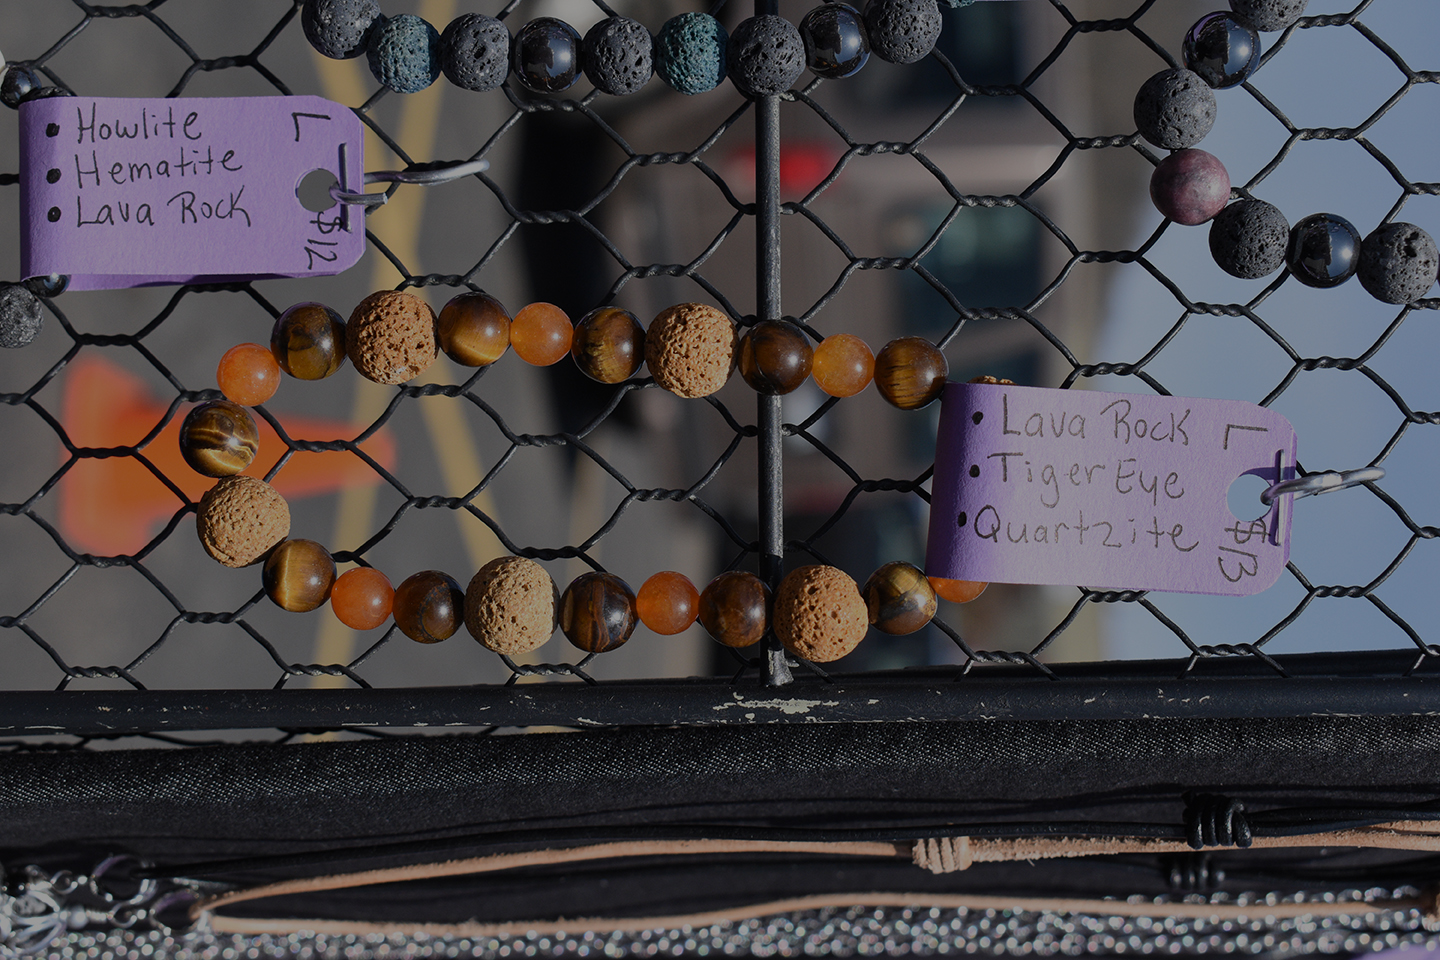 • Howlite
• Hematite
• Lava Rock
L
$12
• Lava Rock
• Tiger Eye
• Quartzite
L
$13